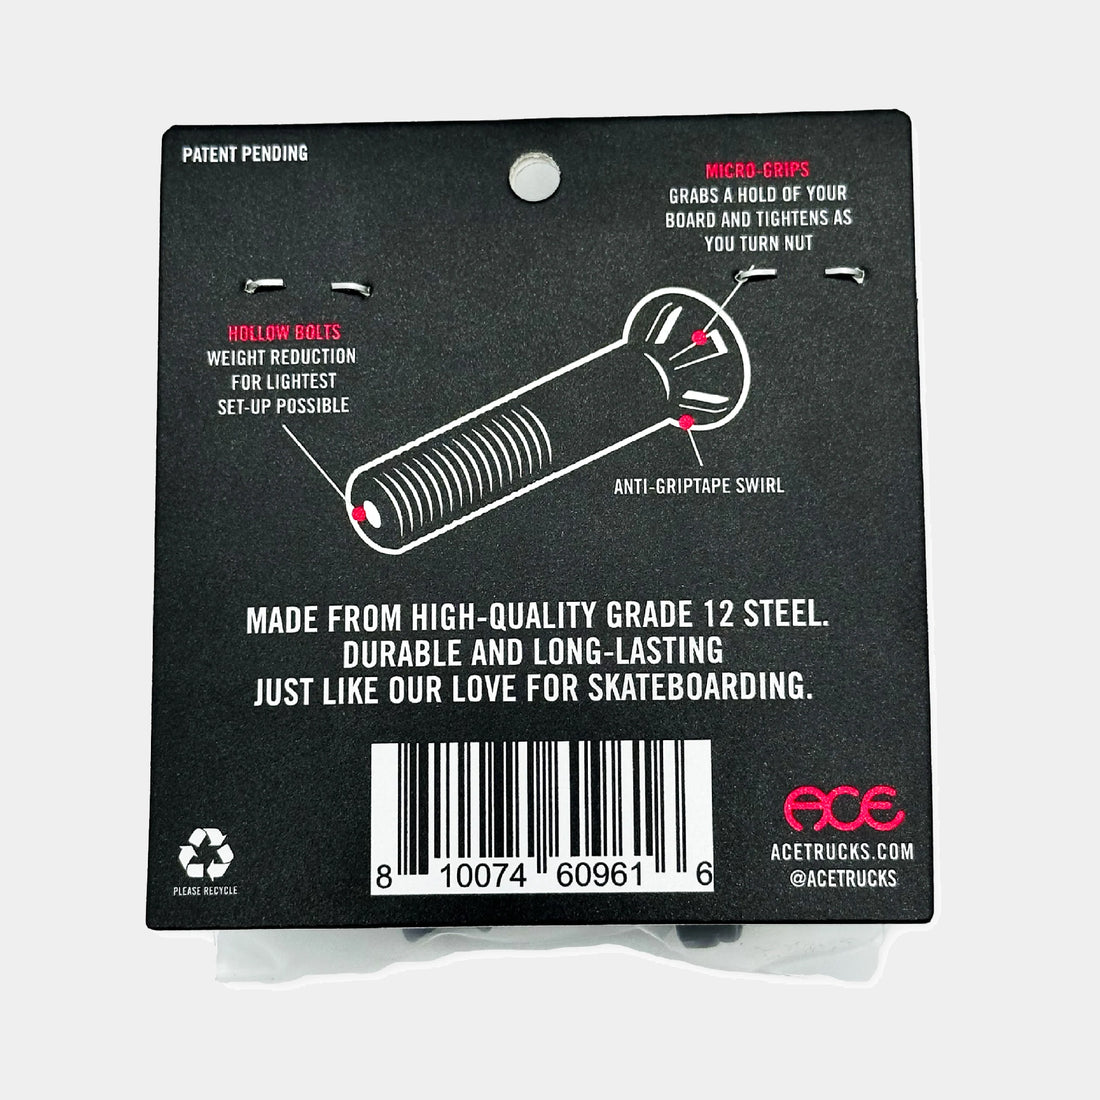 PATENT PENDING
MICRO-GRIPS
GRABS A HOLD OF YOUR
BOARD AND TIGHTENS AS
YOU TURN NUT
HOLLOW BOLTS
WEIGHT REDUCTION
FOR LIGHTEST
SET-UP POSSIBLE
ANTI-GRIPTAPE SWIRL
MADE FROM HIGH-QUALITY GRADE 12 STEEL.
DURABLE AND LONG-LASTING
JUST LIKE OUR LOVE FOR SKATEBOARDING.
8 10074 60961 6
PLEASE RECYCLE
ACE
ACETRUCKS.COM
@ACETRUCKS